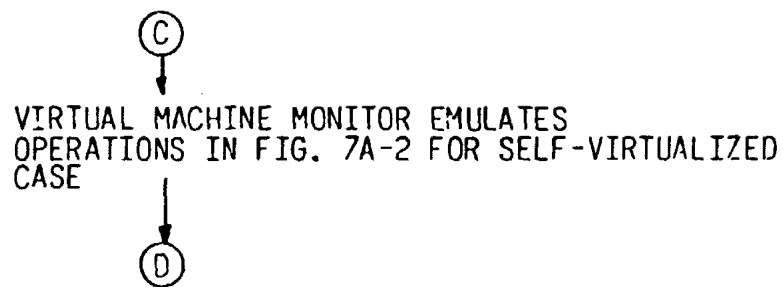 C
VIRTUAL MACHINE MONITOR EMULATES
OPERATIONS IN FIG. 7A-2 FOR SELF-VIRTUALIZED
CASE
D